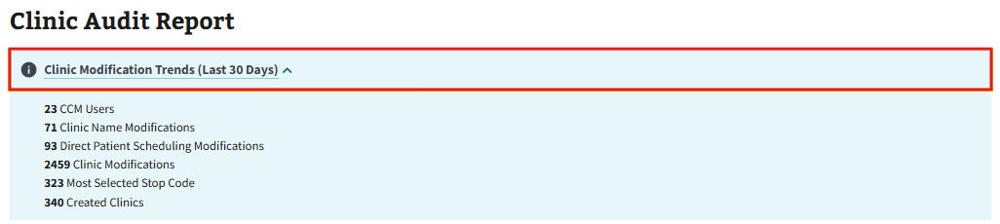 Clinic Audit Report
Clinic Modification Trends (Last 30 Days)
23 CCM Users
71 Clinic Name Modifications
93 Direct Patient Scheduling Modifications
2459 Clinic Modifications
323 Most Selected Stop Code
340 Created Clinics